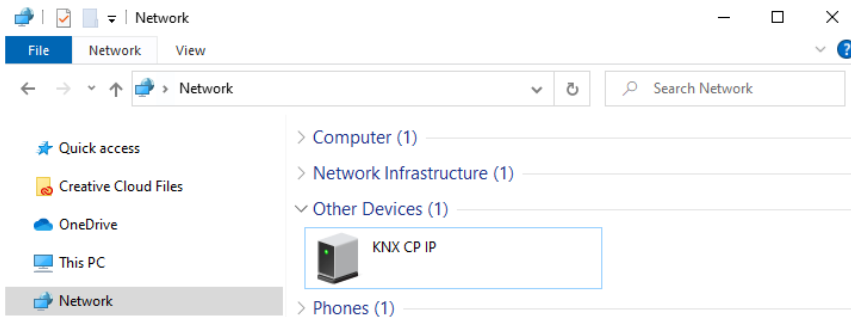 Network
File Network View
?
Network
Search Network
Quick access
Creative Cloud Files
OneDrive
This PC
Network
Computer (1)
Network Infrastructure (1)
Other Devices (1)
KNX CP IP
Phones (1)